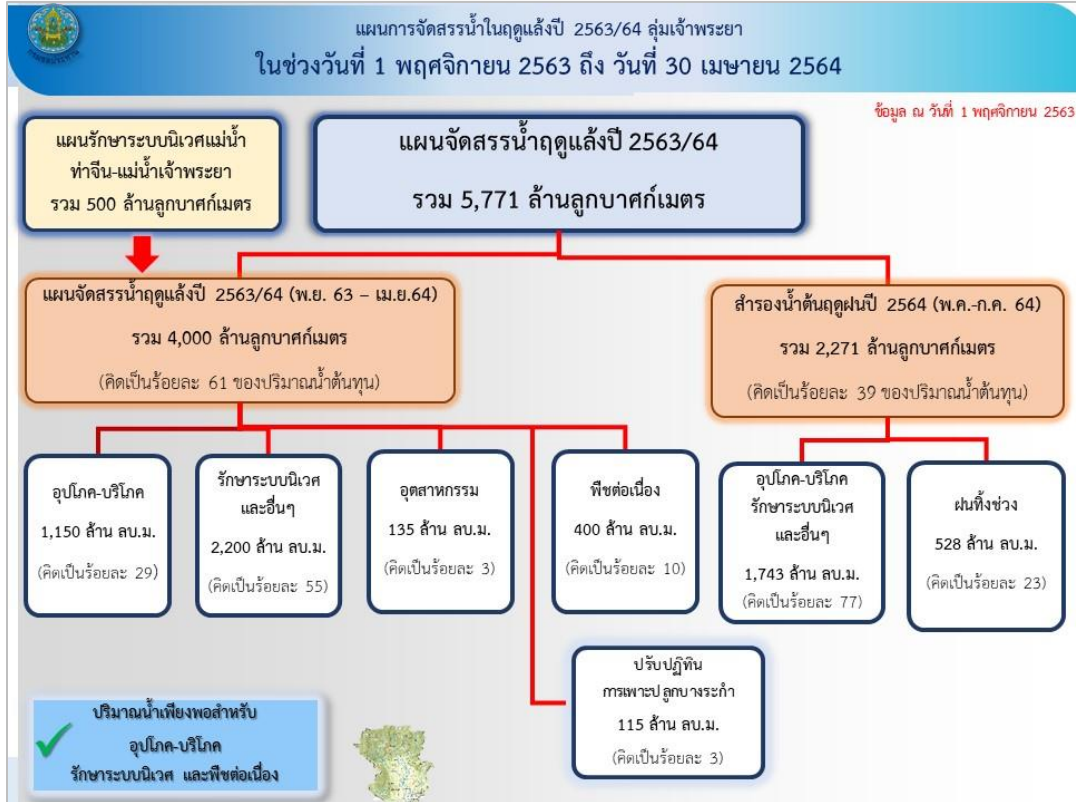 แผนการจัดสรรน้ำในฤดูแล้งปี 2563/64 ลุ่มเจ้าพระยา
ในช่วงวันที่ 1 พฤศจิกายน 2563 ถึง วันที่ 30 เมษายน 2564
ข้อมูล ณ วันที่ 1 พฤศจิกายน 2563
แผนรักษาระบบนิเวศแม่น้ำ
ท่าจีน-แม่น้ำเจ้าพระยา
รวม 500 ล้านลูกบาศก์เมตร
แผนจัดสรรน้ำฤดูแล้งปี 2563/64
รวม 5,771 ล้านลูกบาศก์เมตร
แผนจัดสรรน้ำฤดูแล้งปี 2563/64 (พ.ย. 63 – เม.ย.64)
รวม 4,000 ล้านลูกบาศก์เมตร
(คิดเป็นร้อยละ 61 ของปริมาณน้ำต้นทุน)
สำรองน้ำต้นฤดูฝนปี 2564 (พ.ค.-ก.ค. 64)
รวม 2,271 ล้านลูกบาศก์เมตร
(คิดเป็นร้อยละ 39 ของปริมาณน้ำต้นทุน)
อุปโภค-บริโภค
1,150 ล้าน ลบ.ม.
(คิดเป็นร้อยละ 29)
รักษาระบบนิเวศ
และอื่นๆ
2,200 ล้าน ลบ.ม.
(คิดเป็นร้อยละ 55)
อุตสาหกรรม
135 ล้าน ลบ.ม.
(คิดเป็นร้อยละ 3)
พืชต่อเนื่อง
400 ล้าน ลบ.ม.
(คิดเป็นร้อยละ 10)
อุปโภค-บริโภค
รักษาระบบนิเวศ
และอื่นๆ
1,743 ล้าน ลบ.ม.
(คิดเป็นร้อยละ 77)
ฝนทิ้งช่วง
528 ล้าน ลบ.ม.
(คิดเป็นร้อยละ 23)
ปรับปฏิทิน
การเพาะปลูกบางระกำ
115 ล้าน ลบ.ม.
(คิดเป็นร้อยละ 3)
ปริมาณน้ำเพียงพอสำหรับ
อุปโภค-บริโภค
รักษาระบบนิเวศ และพืชต่อเนื่อง